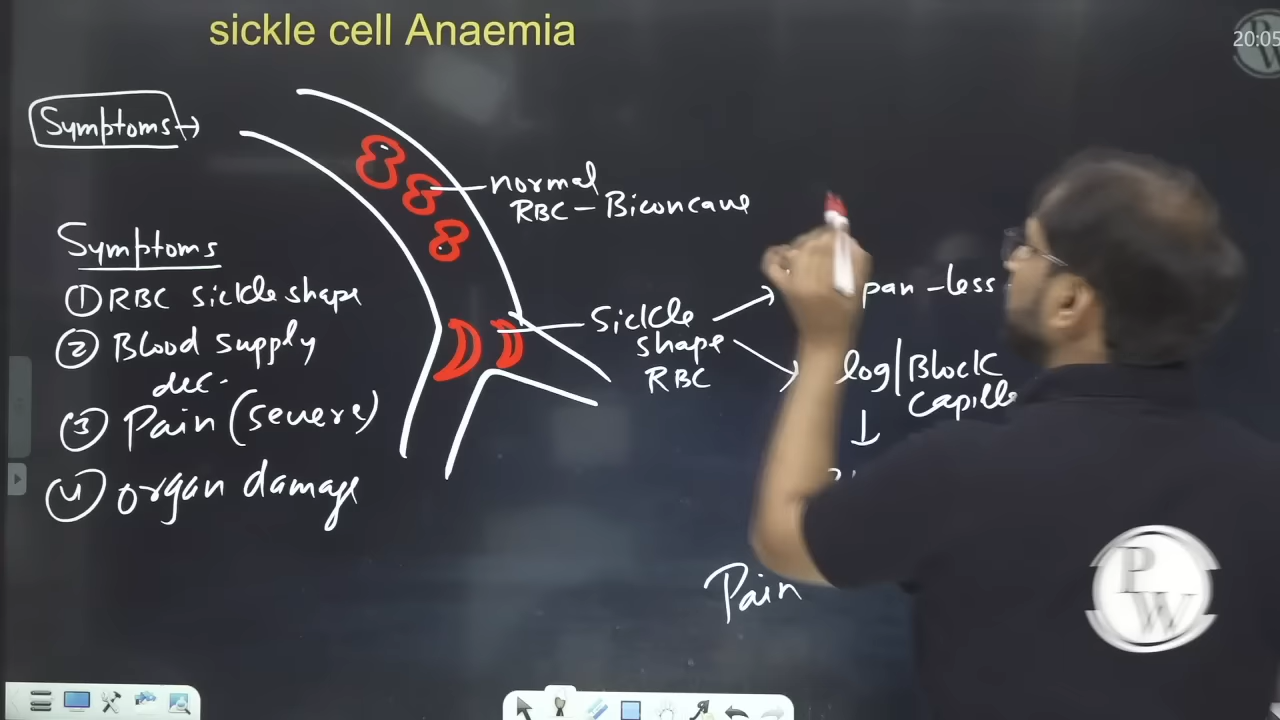 sickle cell Anaemia
20:05
Symptoms
normal
RBC - Biconcave
Symptoms
① RBC sickle shape
② Blood supply
dec.
③ Pain (severe)
④ organ damage
Sickle
shape
RBC
pan - less
log/Block
Capill
Pain
PW